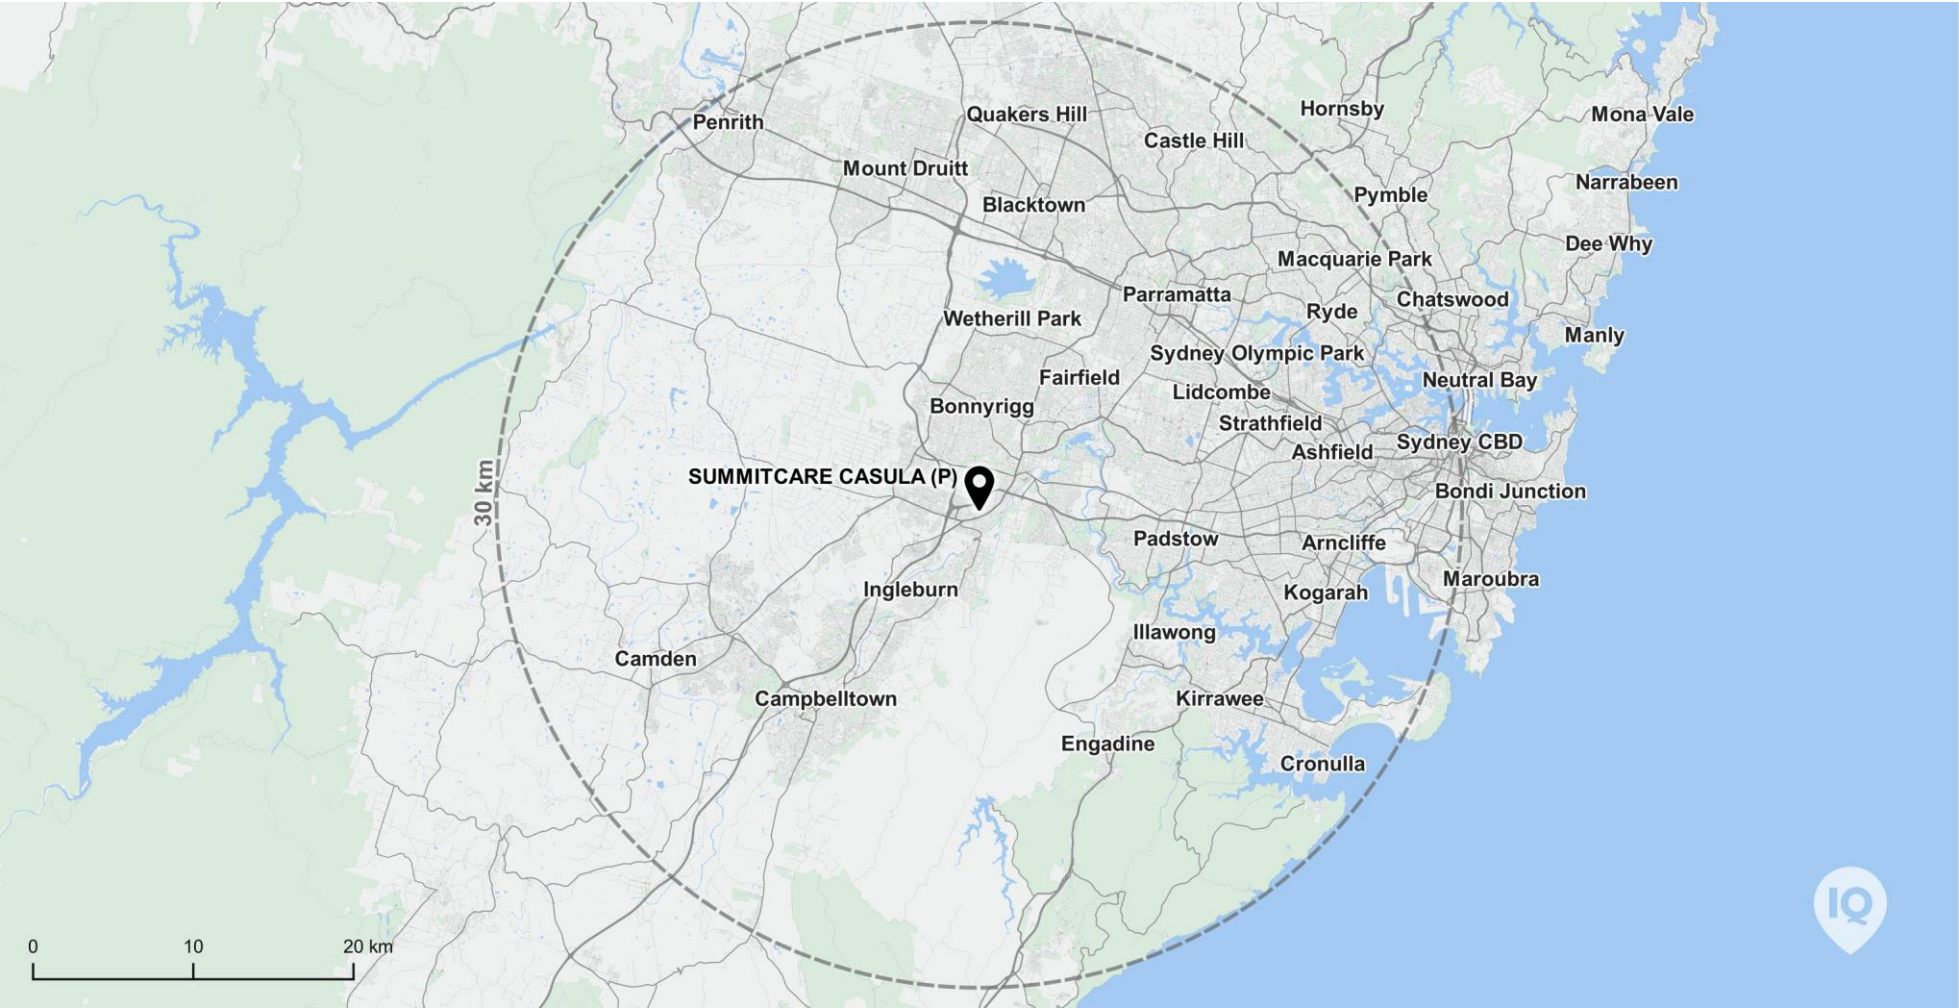 Hornsby
Quakers Hill
Mona Vale
Penrith
Castle Hill
Mount Druitt
Narrabeen
Pymble
Blacktown
Dee Why
Macquarie Park
Parramatta
Chatswood
Ryde
Wetherill Park
Manly
Sydney Olympic Park
Fairfield
Neutral Bay
Lidcombe
Bonnyrigg
Strathfield
Sydney CBD
Ashfield
SUMMITCARE CASULA (P)
30 km
Bondi Junction
Padstow
Arncliffe
Maroubra
Ingleburn
Kogarah
Illawong
Camden
Campbelltown
Kirrawee
Engadine
Cronulla
IQ
0 10 20 km